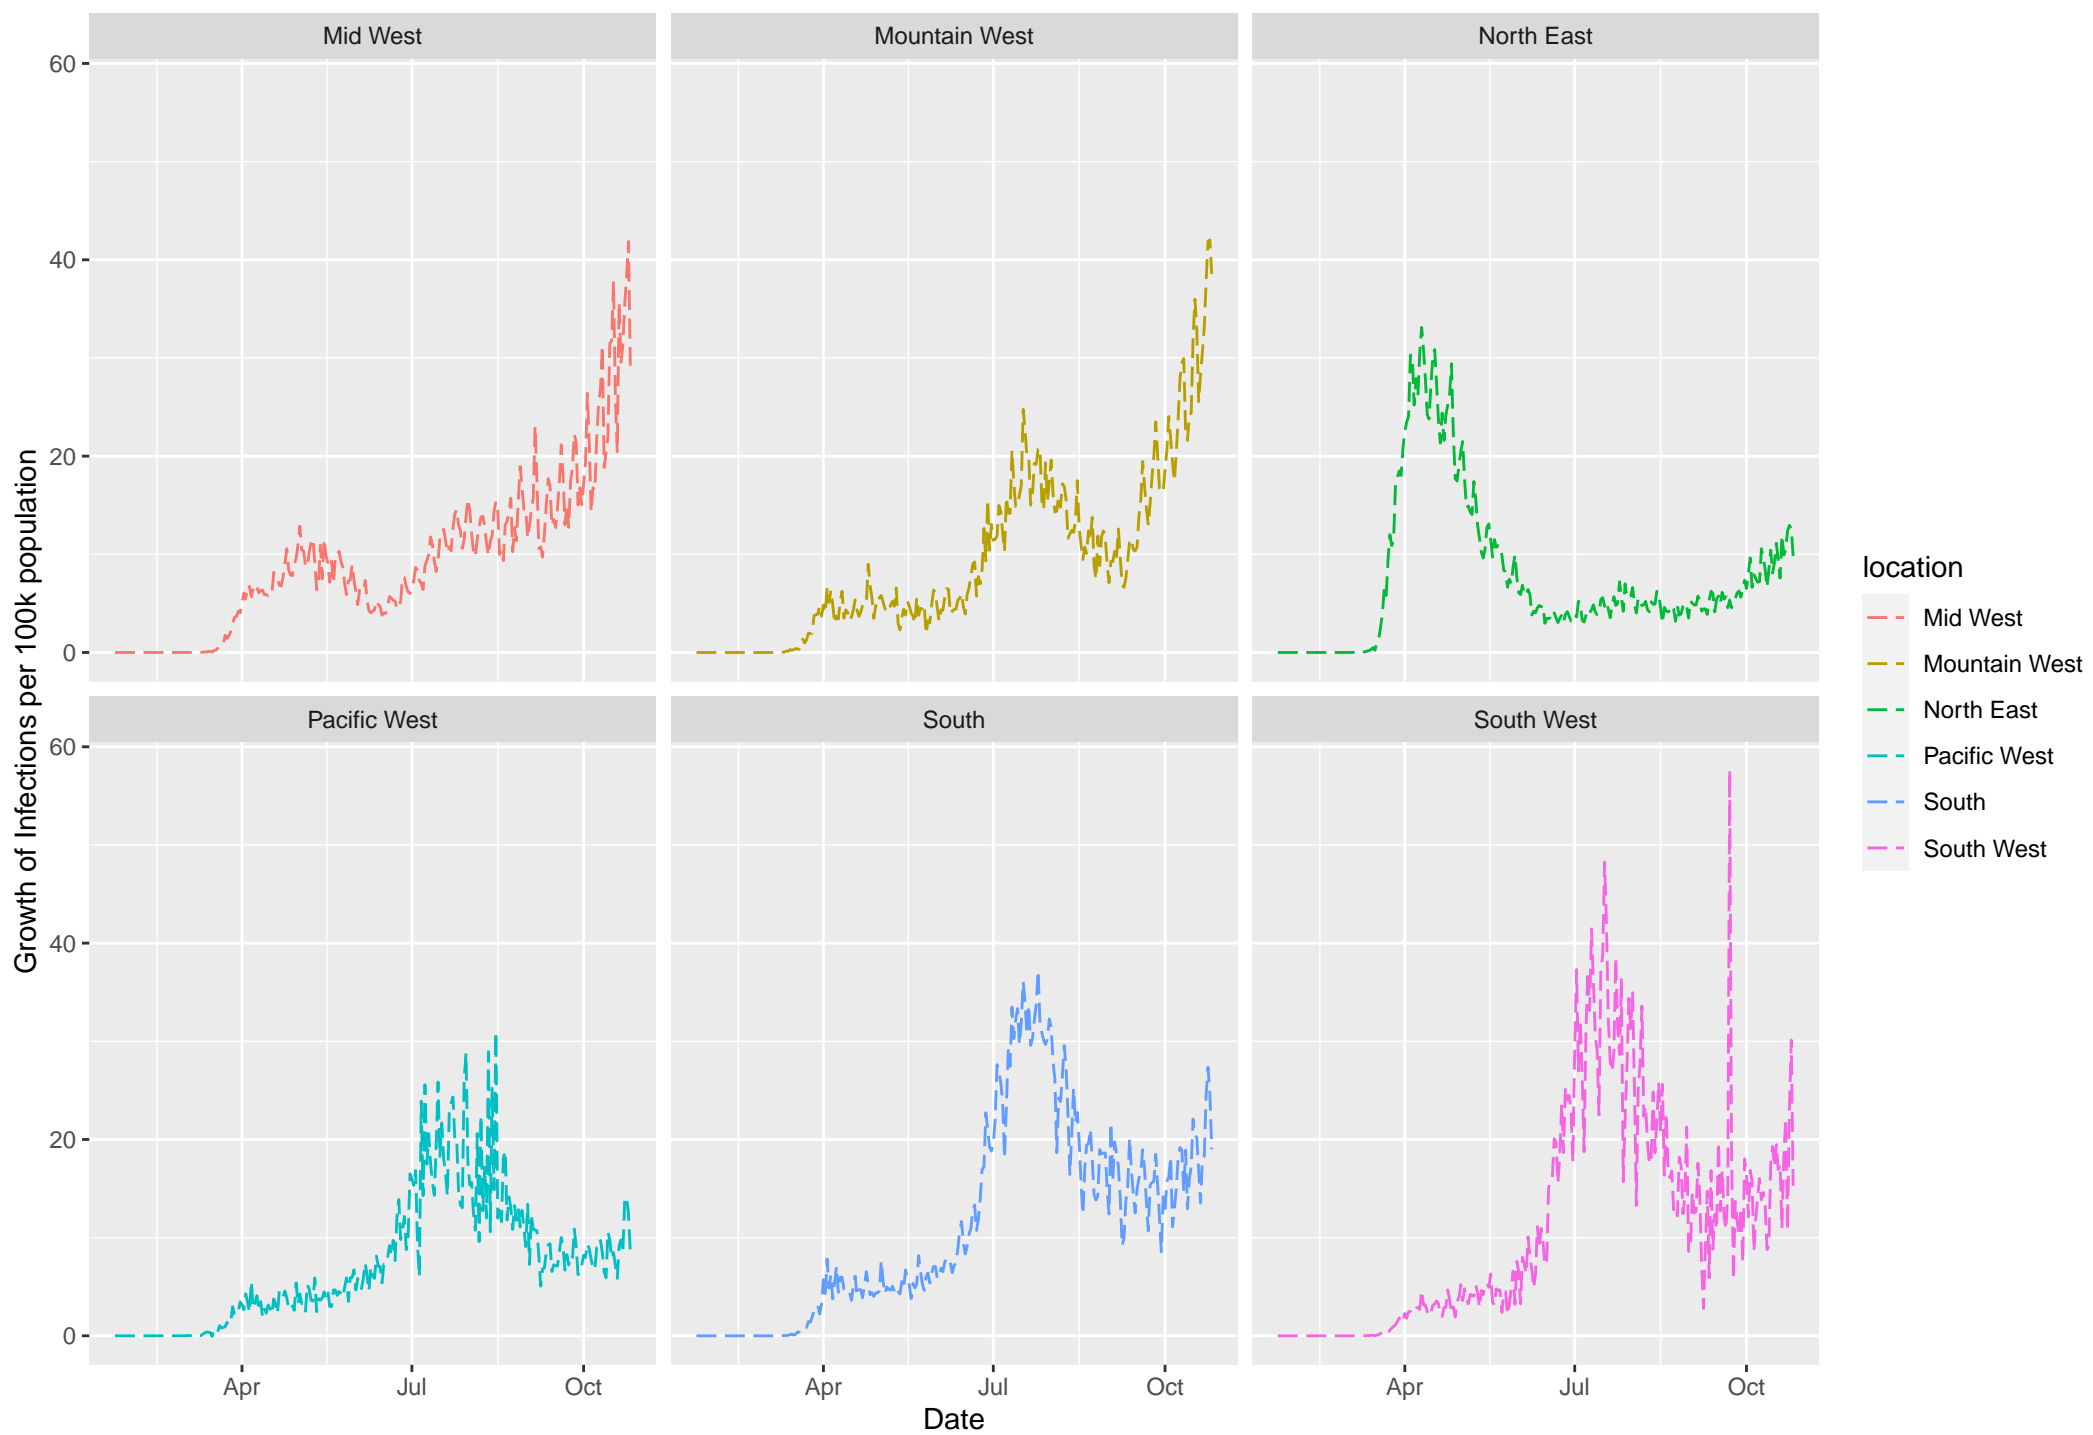 Mid West
Mountain West
North East
60
40
20
0
Pacific West
South
South West
60
40
20
0
Apr
Jul
Oct
Apr
Jul
Oct
Apr
Jul
Oct
Date
Growth of Infections per 100k population
location
Mid West
Mountain West
North East
Pacific West
South
South West